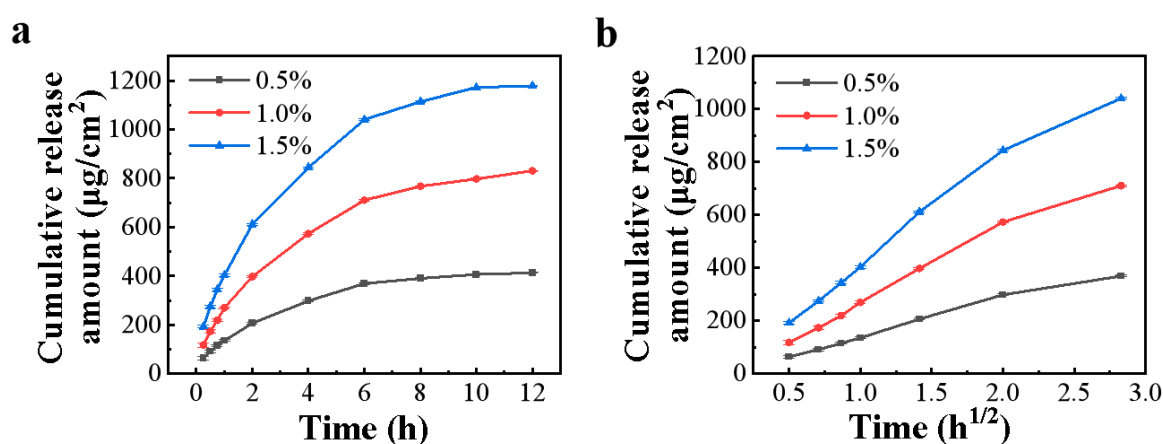 a
Cumulative release
amount (μg/cm²)
1200
1000
800
600
400
200
0
0.5%
1.0%
1.5%
0 2 4 6 8 10 12
Time (h)
b
Cumulative release
amount (μg/cm²)
1200
1000
800
600
400
200
0
0.5%
1.0%
1.5%
0.5 1.0 1.5 2.0 2.5 3.0
Time (h^{1/2})